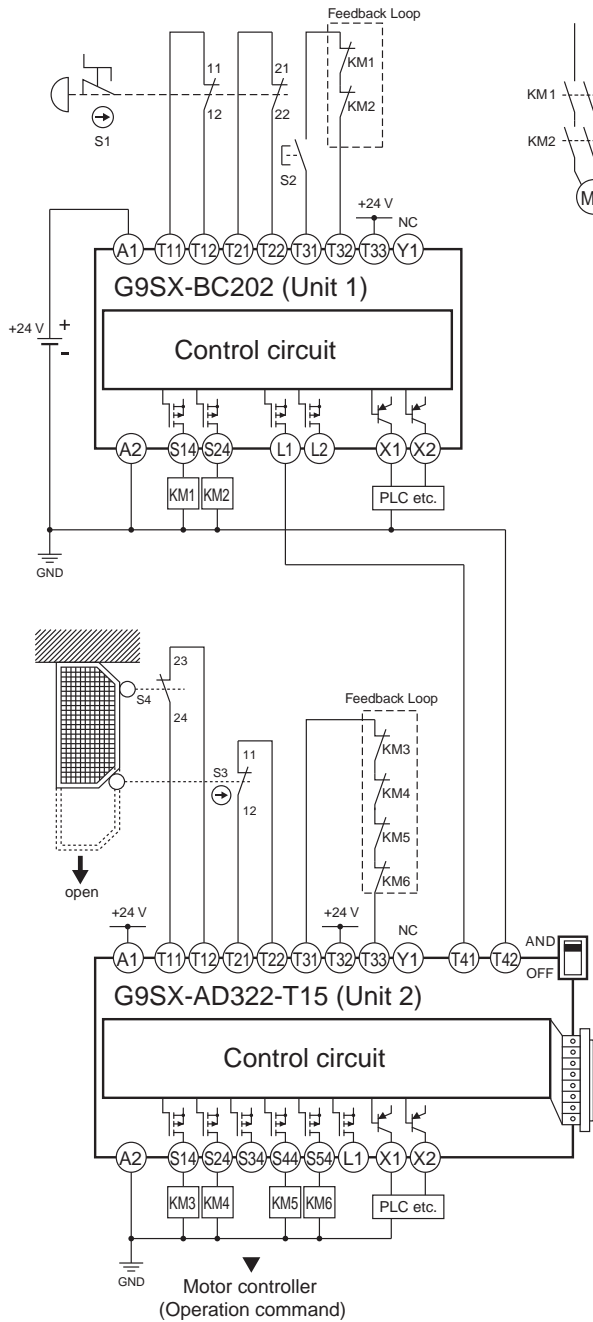 Feedback Loop
KM1
KM2
11
12
21
22
S1
S2
KM1
KM2
M
+24 V
NC
A1 T11 T12 T21 T22 T31 T32 T33 Y1
G9SX-BC202 (Unit 1)
+24 V
+
-
Control circuit
A2 S14 S24 L1 L2 X1 X2
KM1 KM2 PLC etc.
GND
23
24
S4
Feedback Loop
S3
11
12
KM3
KM4
KM5
KM6
open
+24 V
+24 V
NC
A1 T11 T12 T21 T22 T31 T32 T33 Y1 T41 T42
AND
OFF
G9SX-AD322-T15 (Unit 2)
Control circuit
A2 S14 S24 S34 S44 S54 L1 X1 X2
KM3 KM4 KM5 KM6 PLC etc.
GND
Motor controller
(Operation command)